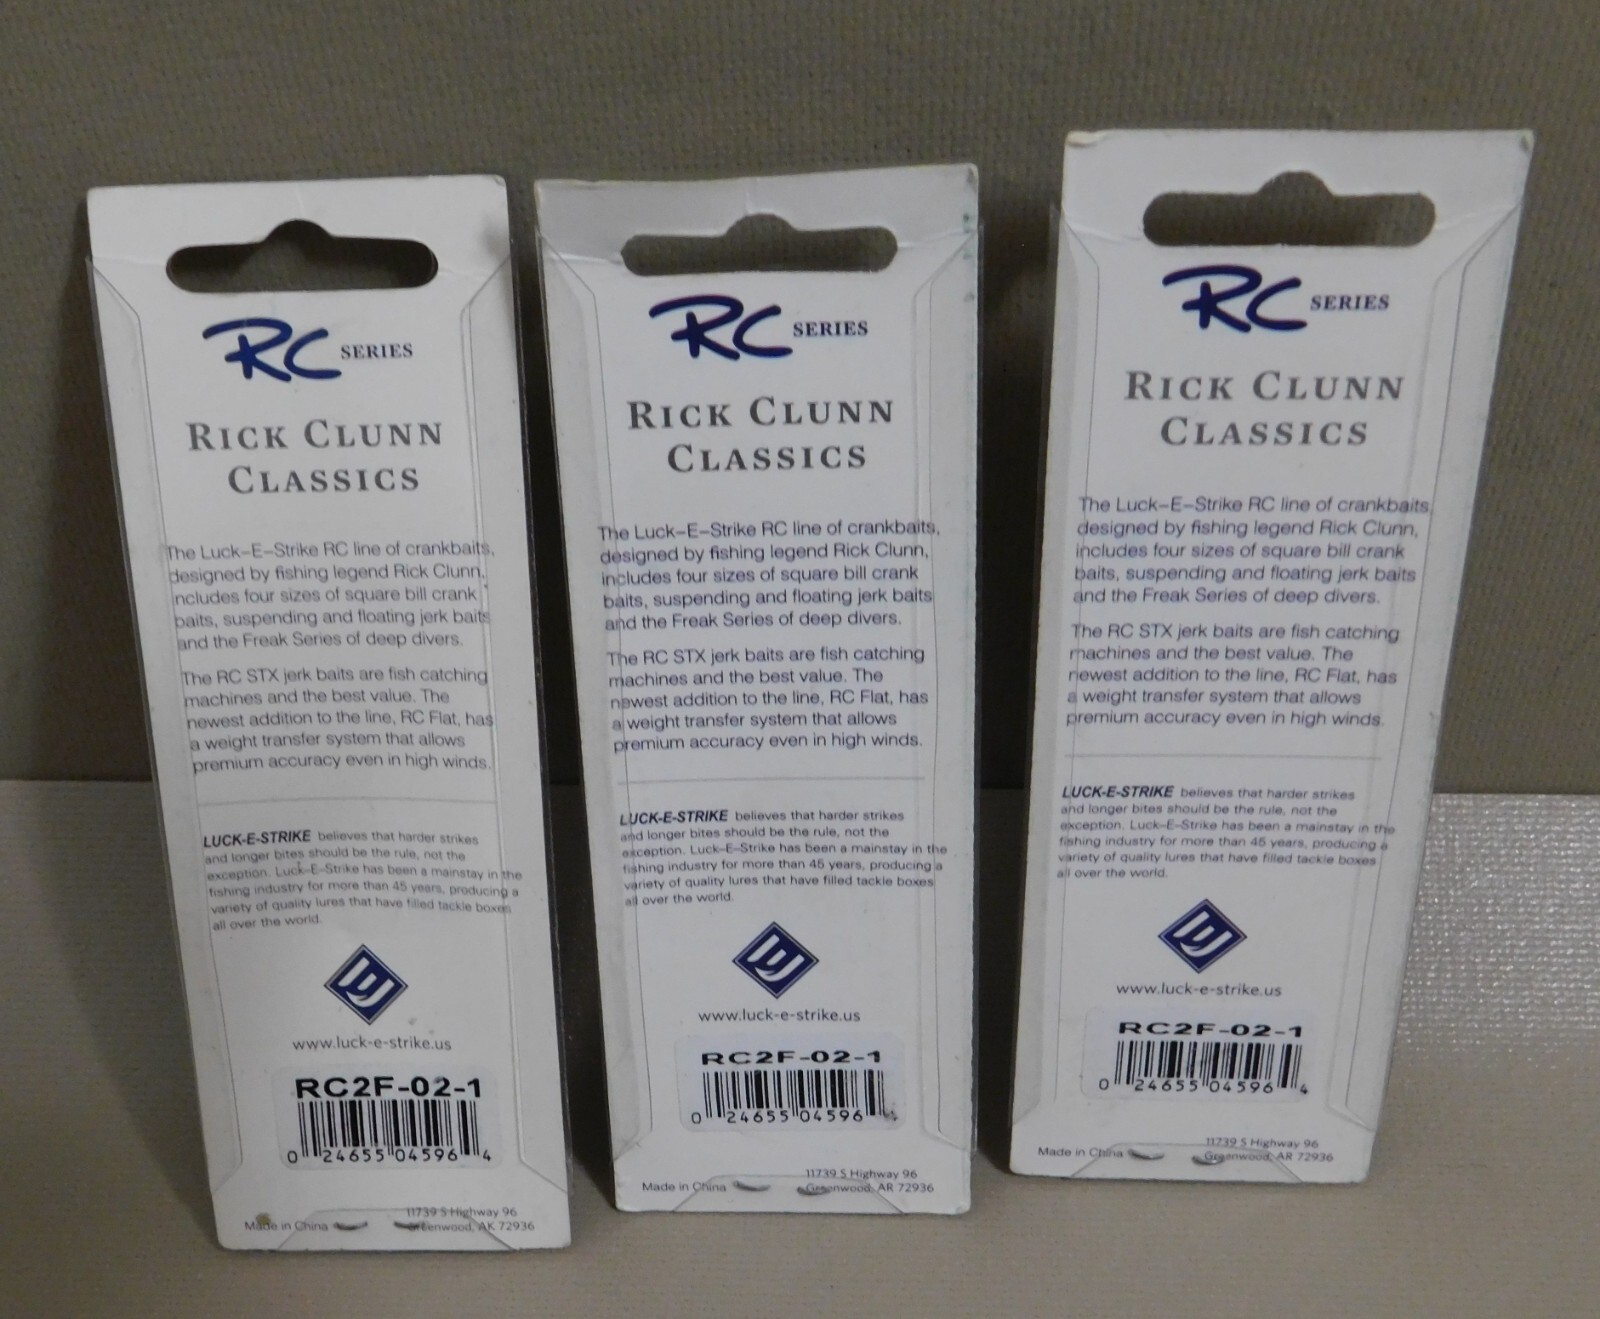 RC SERIES
RICK CLUNN
CLASSICS
The Luck-E-Strike RC line of crankbaits,
designed by fishing legend Rick Clunn,
ncludes four sizes of square bill crank
baits, suspending and floating jerk baits
and the Freak Series of deep divers.
The RC STX jerk baits are fish catching
machines and the best value. The
newest addition to the line, RC Flat, has
a weight transfer system that allows
premium accuracy even in high winds.
LUCK-E-STRIKE believes that harder strikes
and longer bites should be the rule, not the
exception. Luck-E-Strike has been a mainstay in the
fishing industry for more than 45 years, producing a
variety of quality lures that have filled tackle boxes
all over the world.
www.luck-e-strike.us
RC2F-02-1
0 24655 04596 4
11739 S Highway 96
Made in China Greenwood, AR 72936
RC SERIES
RICK CLUNN
CLASSICS
The Luck-E-Strike RC line of crankbaits,
designed by fishing legend Rick Clunn,
includes four sizes of square bill crank
baits, suspending and floating jerk baits
and the Freak Series of deep divers.
The RC STX jerk baits are fish catching
machines and the best value. The
newest addition to the line, RC Flat, has
a weight transfer system that allows
premium accuracy even in high winds.
LUCK-E-STRIKE believes that harder strikes
and longer bites should be the rule, not the
exception. Luck-E-Strike has been a mainstay in the
fishing industry for more than 45 years, producing a
variety of quality lures that have filled tackle boxes
all over the world.
www.luck-e-strike.us
RC2F-02-1
0 24655 04596 4
11739 S Highway 96
Made in China Greenwood, AR 72936
RC SERIES
RICK CLUNN
CLASSICS
The Luck-E-Strike RC line of crankbaits,
designed by fishing legend Rick Clunn,
includes four sizes of square bill crank
baits, suspending and floating jerk baits
and the Freak Series of deep divers.
The RC STX jerk baits are fish catching
machines and the best value. The
newest addition to the line, RC Flat, has
a weight transfer system that allows
premium accuracy even in high winds.
LUCK-E-STRIKE believes that harder strikes
and longer bites should be the rule, not the
exception. Luck-E-Strike has been a mainstay in the
fishing industry for more than 45 years, producing a
variety of quality lures that have filled tackle boxes
all over the world.
www.luck-e-strike.us
RC2F-02-1
0 24655 04596 4
11739 S Highway 96
Made in China Greenwood, AR 72936